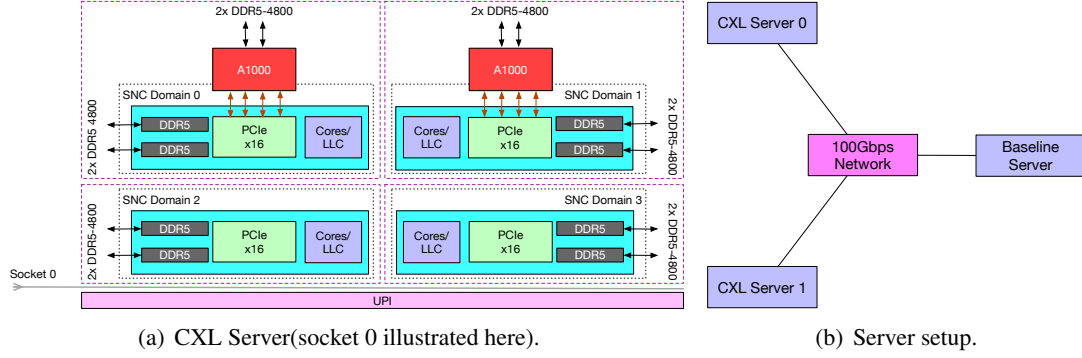 2x DDR5-4800
2x DDR5-4800
A1000
A1000
SNC Domain 0
SNC Domain 1
2x DDR5 4800
DDR5
DDR5
PCIe
x16
Cores/
LLC
Cores/
LLC
PCIe
x16
DDR5
DDR5
2x DDR5-4800
SNC Domain 2
SNC Domain 3
2x DDR5-4800
DDR5
DDR5
PCIe
x16
Cores/
LLC
Cores/
LLC
PCIe
x16
DDR5
DDR5
2x DDR5-4800
Socket 0
UPI
(a) CXL Server(socket 0 illustrated here).
CXL Server 0
100Gbps
Network
Baseline
Server
CXL Server 1
(b) Server setup.